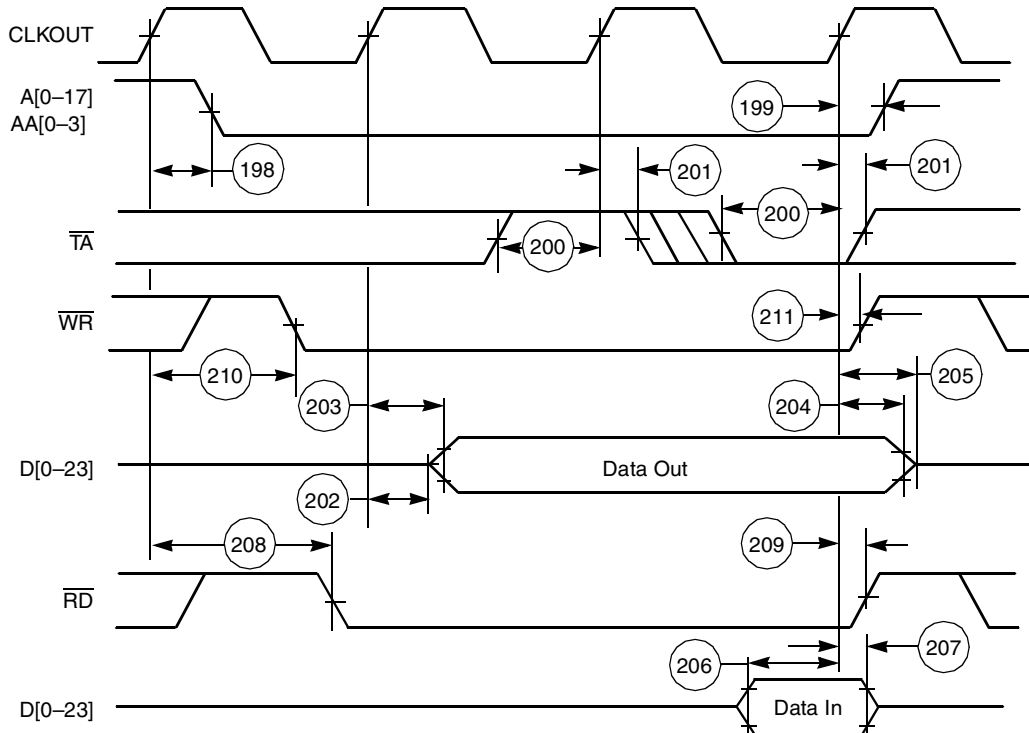 CLKOUT
A[0–17]
AA[0–3]
199
198
201
201
TA
200
200
WR
211
210
203
204
205
D[0–23]
Data Out
202
208
209
RD
206
207
D[0–23]
Data In